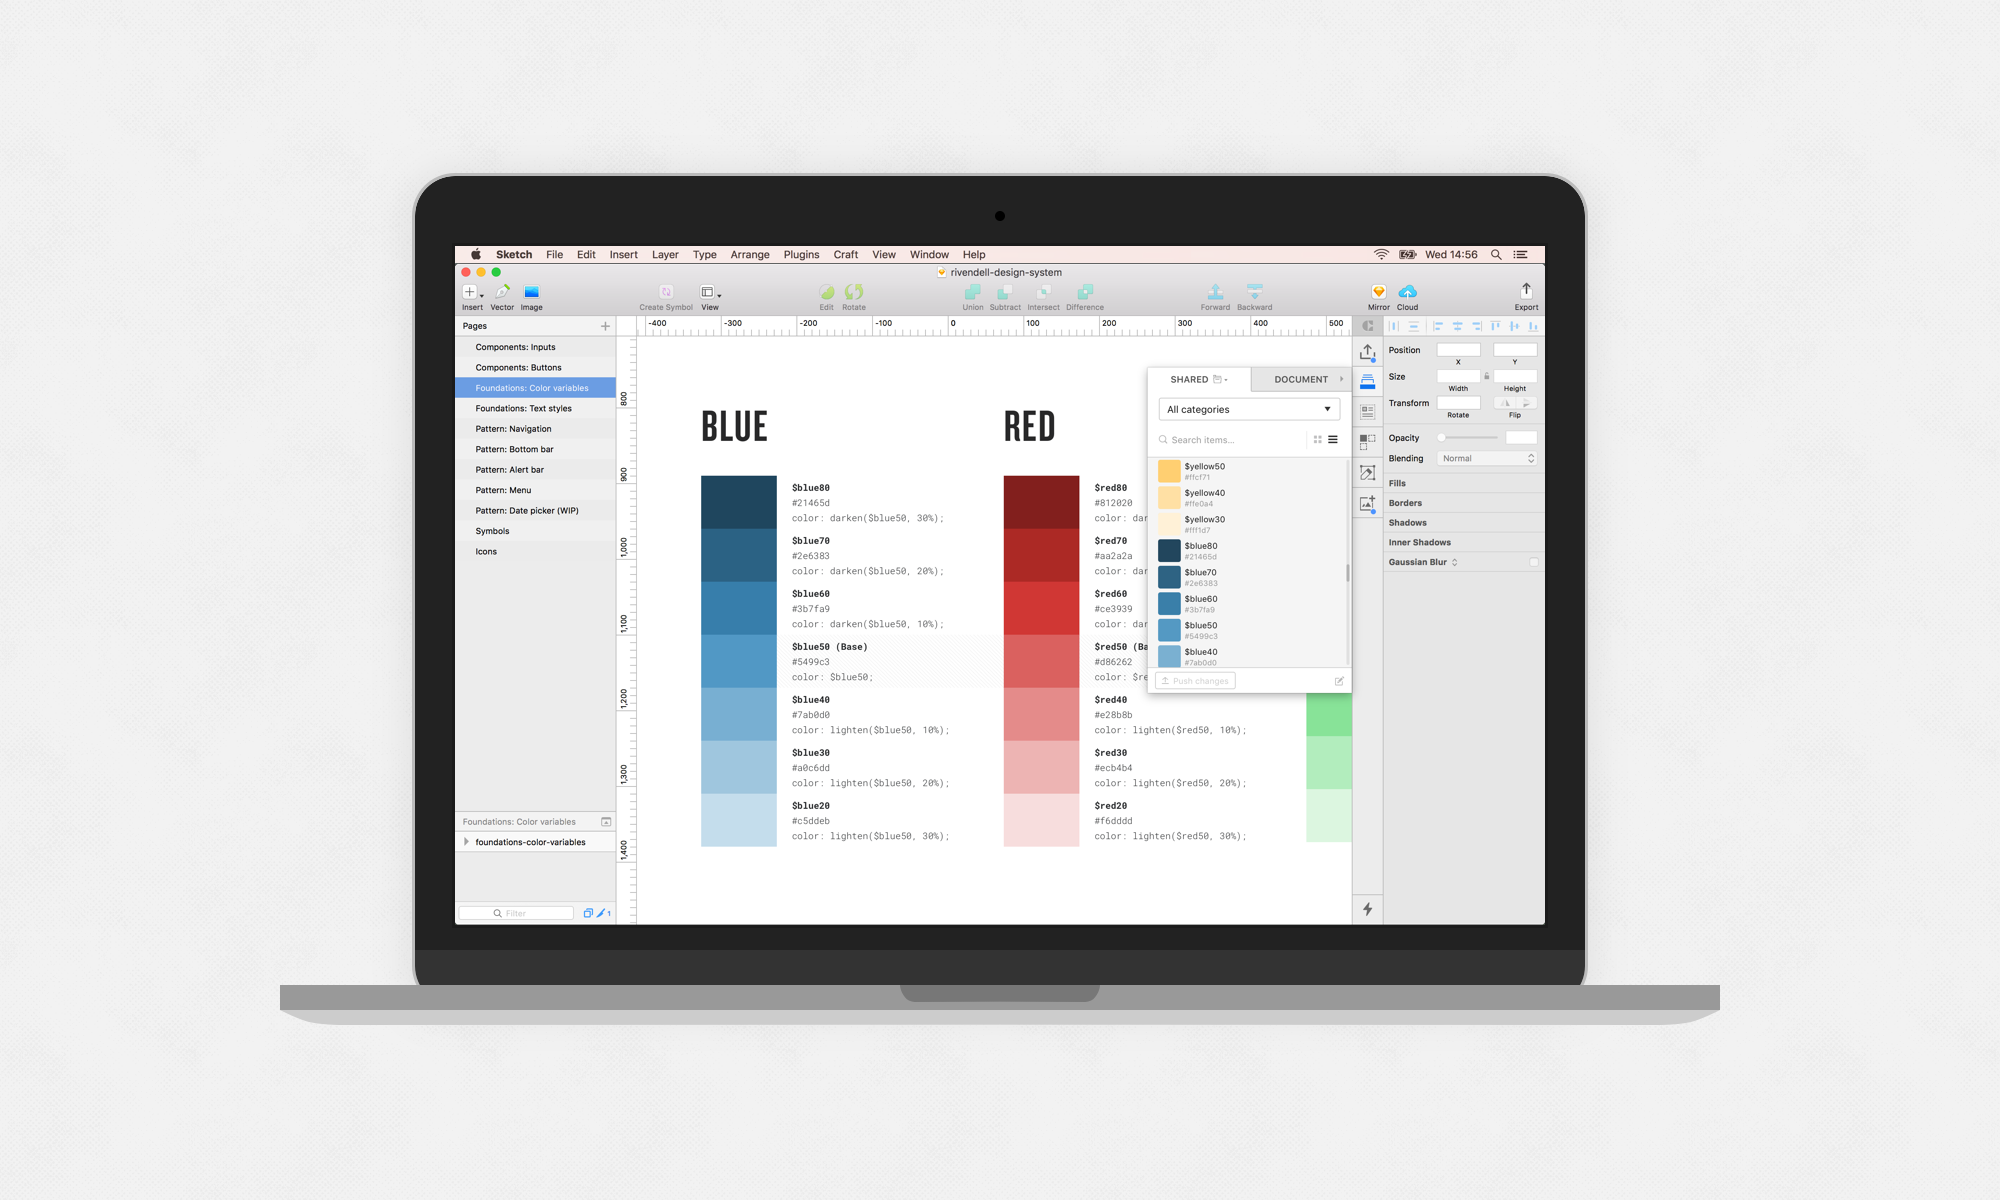 Sketch File Edit Insert Layer Type Arrange Plugins Craft View Window Help Wed 14:56
rivendell-design-system
Insert Vector Image Create Symbol View Edit Rotate Union Subtract Intersect Difference Forward Backward Mirror Cloud Export
Pages
Components: Inputs
Components: Buttons
Foundations: Color variables
Foundations: Text styles
Pattern: Navigation
Pattern: Bottom bar
Pattern: Alert bar
Pattern: Menu
Pattern: Date picker (WIP)
Symbols
Icons
Foundations: Color variables
foundations-color-variables
Filter
1
-400 -300 -200 -100 0 100 200 300 400 500
800
900
1,000
1,100
1,200
1,300
1,400
BLUE
$blue80
#21465d
color: darken($blue50, 30%);
$blue70
#2e6383
color: darken($blue50, 20%);
$blue60
#3b7fa9
color: darken($blue50, 10%);
$blue50 (Base)
#5499c3
color: $blue50;
$blue40
#7ab0d0
color: lighten($blue50, 10%);
$blue30
#a0c6dd
color: lighten($blue50, 20%);
$blue20
#c5ddeb
color: lighten($blue50, 30%);
RED
$red80
#812020
color: dar
$red70
#aa2a2a
color: dar
$red60
#ce3939
color: dar
$red50 (Ba
#d86262
color: $re
$red40
#e28b8b
color: lighten($red50, 10%);
$red30
#ecb4b4
color: lighten($red50, 20%);
$red20
#f6dddd
color: lighten($red50, 30%);
SHARED DOCUMENT
All categories
Search items...
$yellow50
#ffcf71
$yellow40
#ffe0a4
$yellow30
#fff1d7
$blue80
#21465d
$blue70
#2e6383
$blue60
#3b7fa9
$blue50
#5499c3
$blue40
#7ab0d0
Push changes
Position
X Y
Size
Width Height
Transform
Rotate Flip
Opacity
Blending Normal
Fills
Borders
Shadows
Inner Shadows
Gaussian Blur